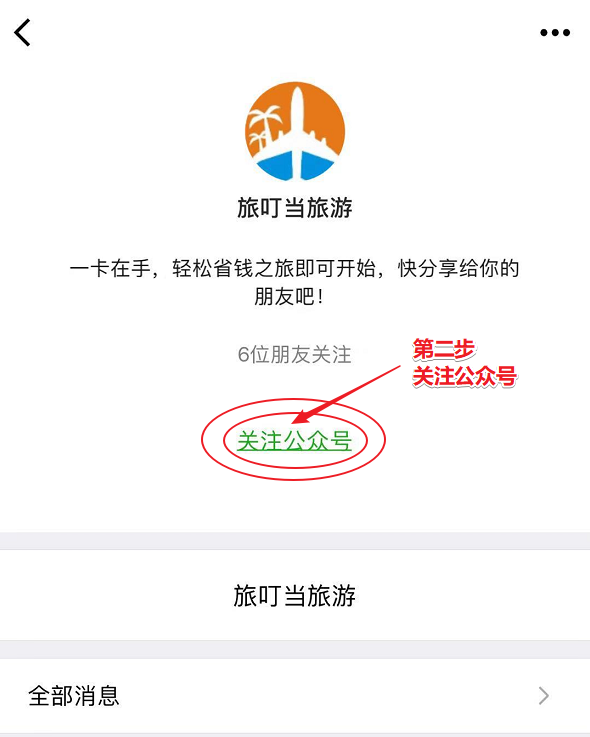 旅叮当旅游
一卡在手，轻松省钱之旅即可开始，快分享给你的
朋友吧！
6位朋友关注
第二步
关注公众号
关注公众号
旅叮当旅游
全部消息